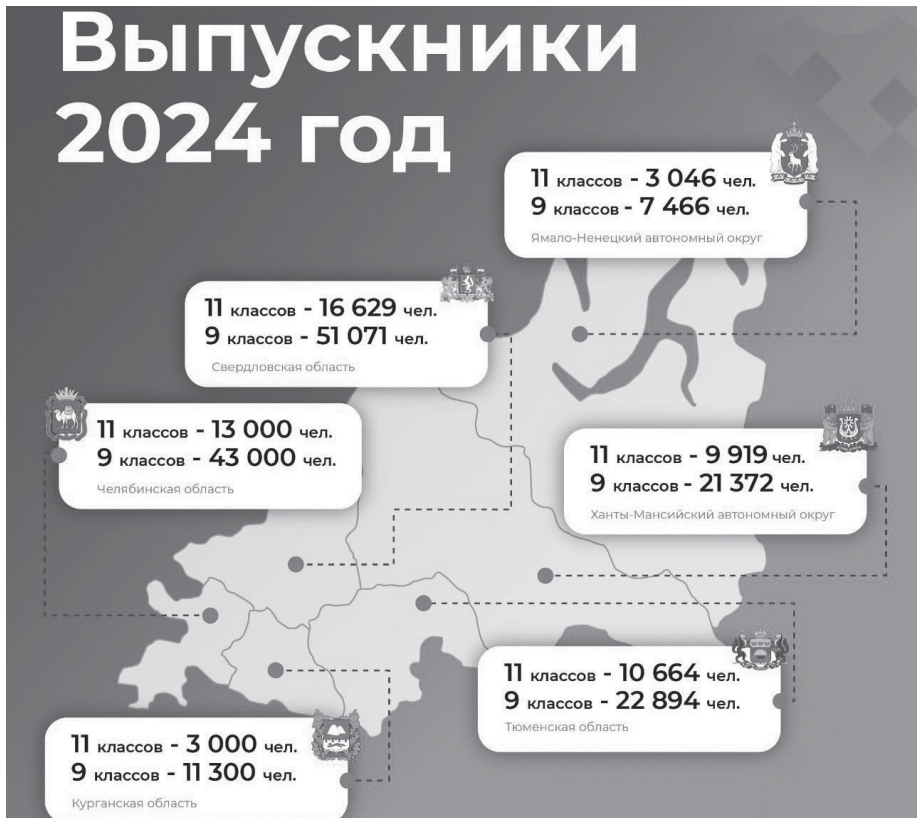 Выпускники
2024 год
11 классов - 3 046 чел.
9 классов - 7 466 чел.
Ямало-Ненецкий автономный округ
11 классов - 16 629 чел.
9 классов - 51 071 чел.
Свердловская область
11 классов - 13 000 чел.
9 классов - 43 000 чел.
Челябинская область
11 классов - 9 919 чел.
9 классов - 21 372 чел.
Ханты-Мансийский автономный округ
11 классов - 10 664 чел.
9 классов - 22 894 чел.
Тюменская область
11 классов - 3 000 чел.
9 классов - 11 300 чел.
Курганская область